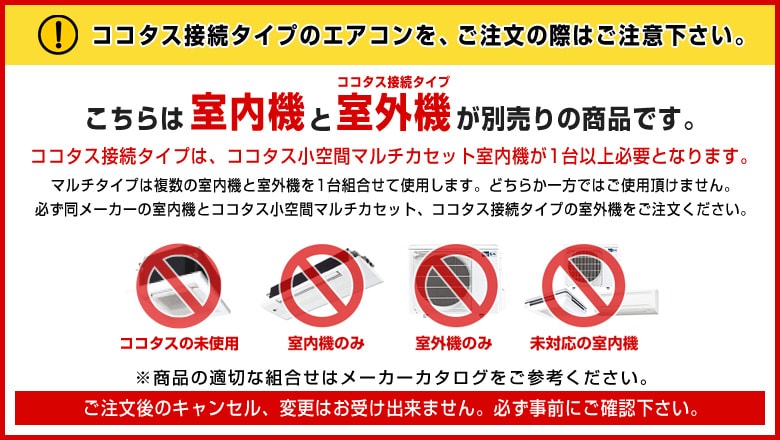 ココタス接続タイプのエアコンを、ご注文の際はご注意下さい。
ココタス接続タイプ
こちらは室内機と室外機が別売りの商品です。
ココタス接続タイプは、ココタス小空間マルチカセット室内機が1台以上必要となります。
マルチタイプは複数の室内機と室外機を1台組合せて使用します。どちらか一方ではご使用頂けません。
必ず同メーカーの室内機とココタス小空間マルチカセット、ココタス接続タイプの室外機をご注文ください。
ココタスの未使用
室内機のみ
室外機のみ
未対応の室内機
※商品の適切な組合せはメーカーカタログをご参考ください。
ご注文後のキャンセル、変更はお受け出来ません。必ず事前にご確認下さい。